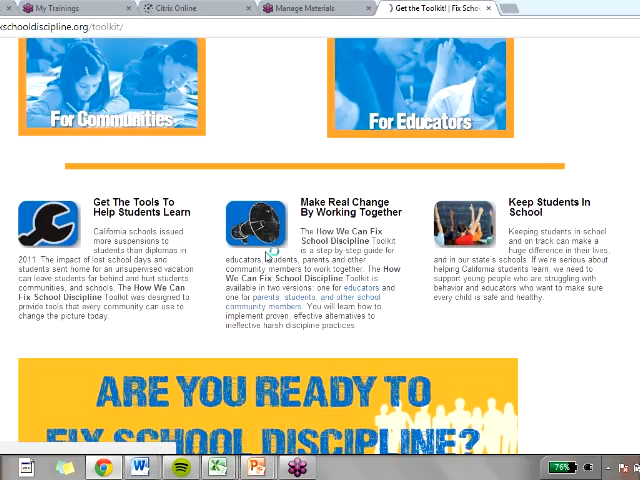 My Trainings
Citrix Online
Manage Materials
Get the Toolkit! | Fix Scho
xschooldiscipline.org/toolkit/
For Communities
For Educators
Get The Tools To
Help Students Learn
California schools issued
more suspensions to
students than diplomas in
2011. The impact of lost school days and
students sent home for an unsupervised vacation
can leave students far behind and hurt students
communities, and schools. The How We Can
Fix School Discipline Toolkit was designed to
provide tools that every community can use to
change the picture today.
Make Real Change
By Working Together
The How We Can Fix
School Discipline Toolkit
is a step-by-step guide for
educators, students, parents and other
community members to work together. The How
We Can Fix School Discipline Toolkit is
available in two versions: one for educators and
one for parents, students, and other school
community members. You will learn how to
implement proven, effective alternatives to
ineffective harsh discipline practices.
Keep Students In
School
Keeping students in school
and on track can make a
huge difference in their lives,
and in our state's schools. If we're serious about
helping California students learn, we need to
support young people who are struggling with
behavior and educators who want to make sure
every child is safe and healthy.
ARE YOU READY TO
FIX SCHOOL DISCIPLINE?
76%